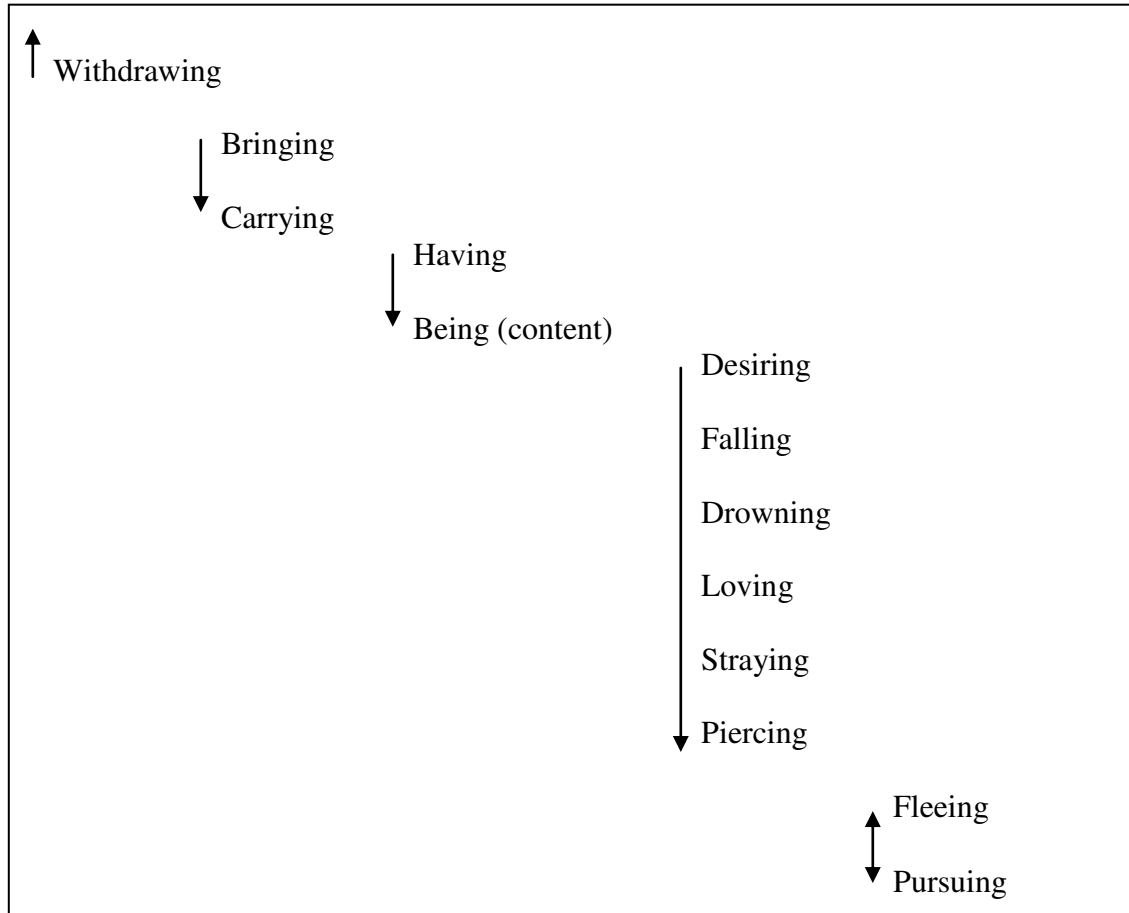 Withdrawing
Bringing
Carrying
Having
Being (content)
Desiring
Falling
Drowning
Loving
Straying
Piercing
Fleeing
Pursuing